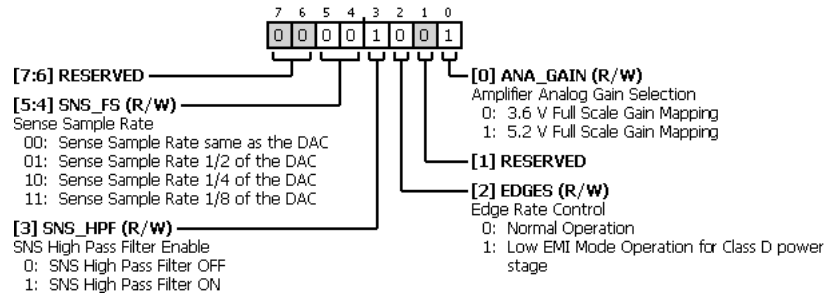 7 6 5 4 3 2 1 0
0 0 0 0 1 0 0 1
[7:6] RESERVED
[5:4] SNS_FS (R/W)
Sense Sample Rate
00: Sense Sample Rate same as the DAC
01: Sense Sample Rate 1/2 of the DAC
10: Sense Sample Rate 1/4 of the DAC
11: Sense Sample Rate 1/8 of the DAC
[3] SNS_HPF (R/W)
SNS High Pass Filter Enable
0: SNS High Pass Filter OFF
1: SNS High Pass Filter ON
[0] ANA_GAIN (R/W)
Amplifier Analog Gain Selection
0: 3.6 V Full Scale Gain Mapping
1: 5.2 V Full Scale Gain Mapping
[1] RESERVED
[2] EDGES (R/W)
Edge Rate Control
0: Normal Operation
1: Low EMI Mode Operation for Class D power
stage